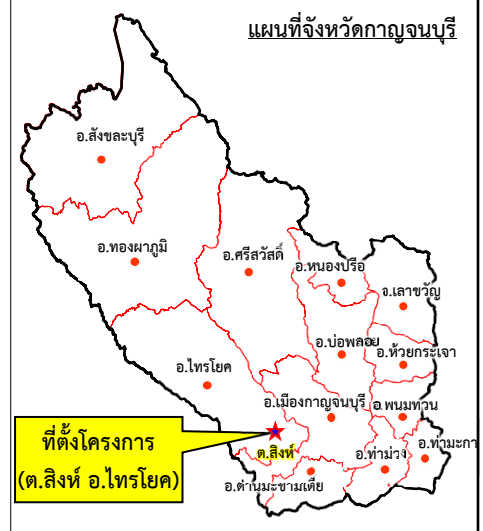 แผนที่จังหวัดกาญจนบุรี
อ.สังขละบุรี
อ.ทองผาภูมิ
อ.ศรีสวัสดิ์
อ.หนองปรือ
จ.เลาขวัญ
อ.บ่อพลอย
อ.ห้วยกระเจา
อ.ไทรโยค
อ.เมืองกาญจนบุรี
อ.พนมทวน
ที่ตั้งโครงการ
(ต.สิงห์ อ.ไทรโยค)
ต.สิงห์
อ.ท่าม่วง
อ.ท่ามะกา
อ.ด่านมะขามเตี้ย